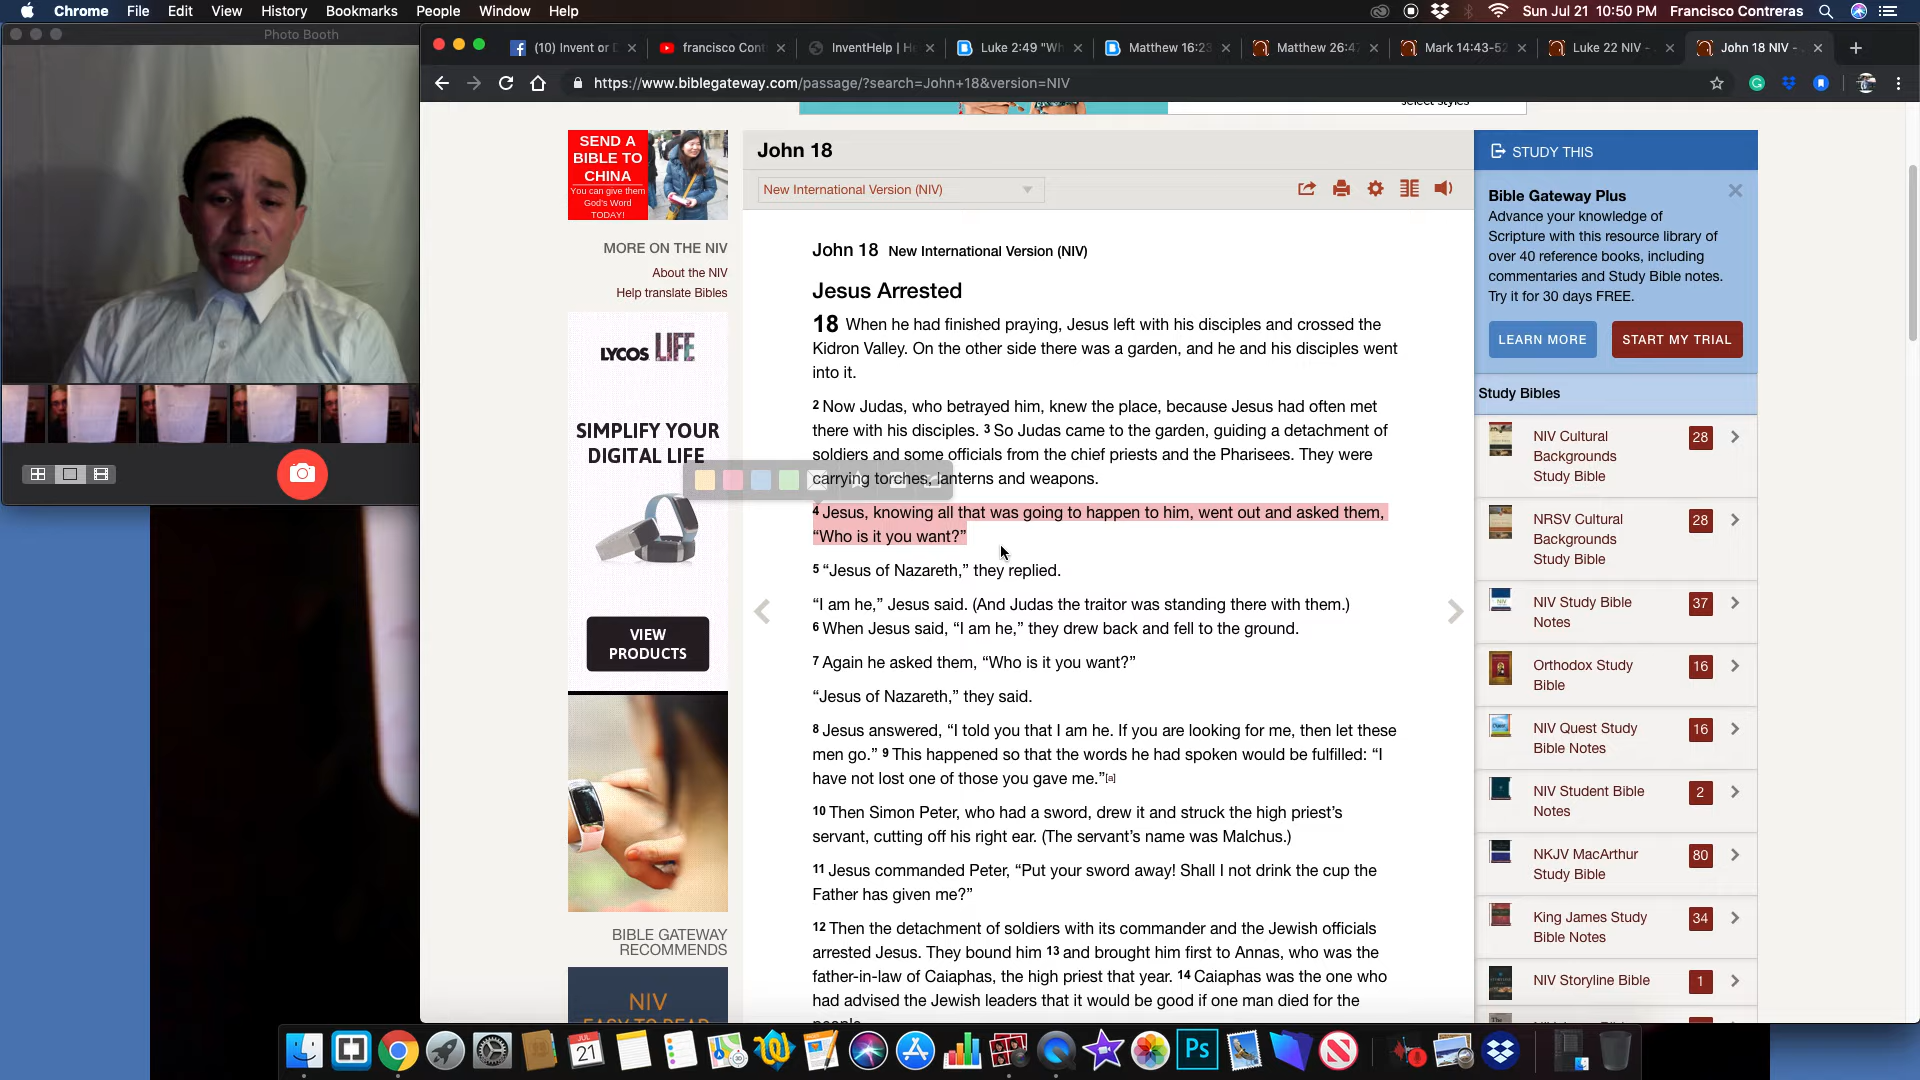 Chrome File Edit View History Bookmarks People Window Help
Sun Jul 21 10:50 PM Francisco Contreras
Photo Booth
(10) Invent or D
francisco Cont
InventHelp | He
Luke 2:49 "Wh
Matthew 16:23
Matthew 26:47
Mark 14:43-52
Luke 22 NIV -
John 18 NIV -
https://www.biblegateway.com/passage/?search=John+18&version=NIV
select styles
SEND A
BIBLE TO
CHINA
You can give them
God's Word
TODAY!
MORE ON THE NIV
About the NIV
Help translate Bibles
LYCOS LIFE
SIMPLIFY YOUR
DIGITAL LIFE
VIEW
PRODUCTS
BIBLE GATEWAY
RECOMMENDS
NIV
John 18
New International Version (NIV)
John 18 New International Version (NIV)
Jesus Arrested
18 When he had finished praying, Jesus left with his disciples and crossed the
Kidron Valley. On the other side there was a garden, and he and his disciples went
into it.
2 Now Judas, who betrayed him, knew the place, because Jesus had often met
there with his disciples. 3 So Judas came to the garden, guiding a detachment of
soldiers and some officials from the chief priests and the Pharisees. They were
carrying torches, lanterns and weapons.
4 Jesus, knowing all that was going to happen to him, went out and asked them,
“Who is it you want?”
5 “Jesus of Nazareth,” they replied.
“I am he,” Jesus said. (And Judas the traitor was standing there with them.)
6 When Jesus said, “I am he,” they drew back and fell to the ground.
7 Again he asked them, “Who is it you want?”
“Jesus of Nazareth,” they said.
8 Jesus answered, “I told you that I am he. If you are looking for me, then let these
men go.” 9 This happened so that the words he had spoken would be fulfilled: “I
have not lost one of those you gave me.”[a]
10 Then Simon Peter, who had a sword, drew it and struck the high priest’s
servant, cutting off his right ear. (The servant’s name was Malchus.)
11 Jesus commanded Peter, “Put your sword away! Shall I not drink the cup the
Father has given me?”
12 Then the detachment of soldiers with its commander and the Jewish officials
arrested Jesus. They bound him 13 and brought him first to Annas, who was the
father-in-law of Caiaphas, the high priest that year. 14 Caiaphas was the one who
had advised the Jewish leaders that it would be good if one man died for the
STUDY THIS
Bible Gateway Plus
Advance your knowledge of
Scripture with this resource library of
over 40 reference books, including
commentaries and Study Bible notes.
Try it for 30 days FREE.
LEARN MORE
START MY TRIAL
Study Bibles
NIV Cultural 28
Backgrounds
Study Bible
NRSV Cultural 28
Backgrounds
Study Bible
NIV Study Bible 37
Notes
Orthodox Study 16
Bible
NIV Quest Study 16
Bible Notes
NIV Student Bible 2
Notes
NKJV MacArthur 80
Study Bible
King James Study 34
Bible Notes
NIV Storyline Bible 1
JUL
21
Ps